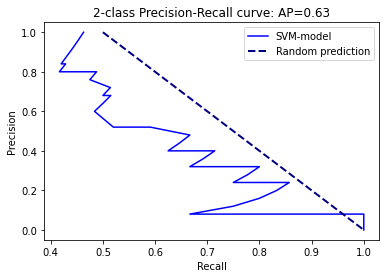 2-class Precision-Recall curve: AP=0.63
SVM-model
Random prediction
Precision
1.0
0.8
0.6
0.4
0.2
0.0
0.4 0.5 0.6 0.7 0.8 0.9 1.0
Recall